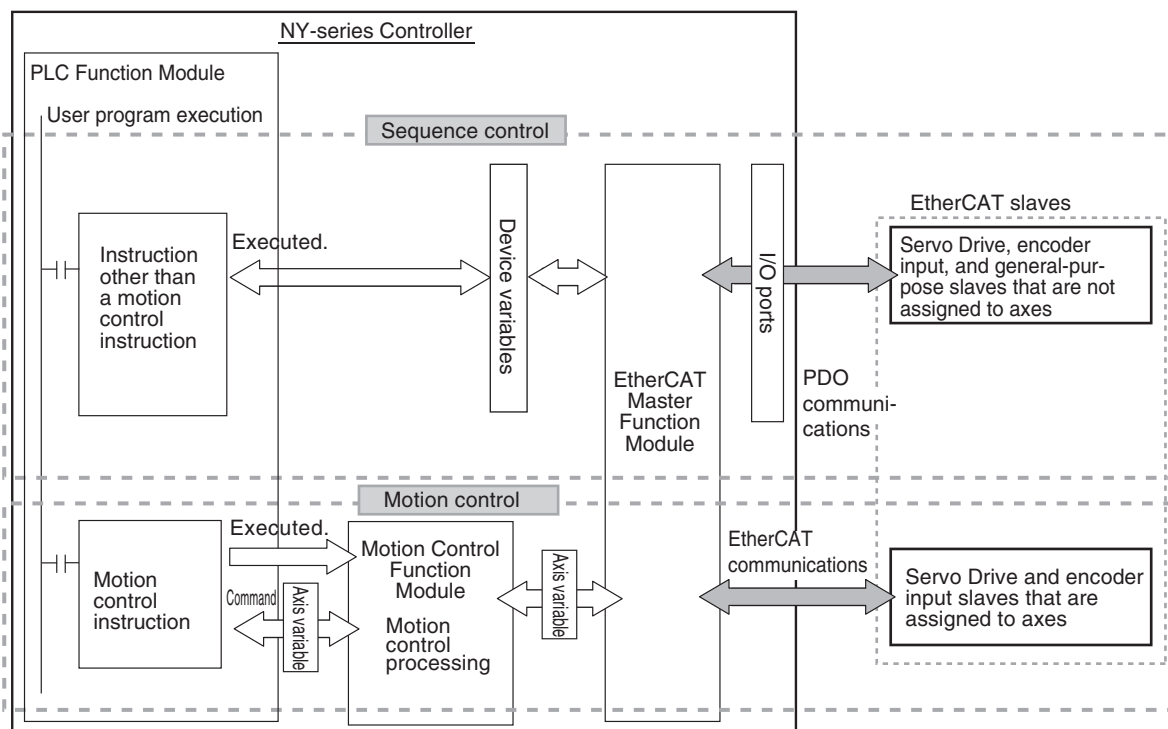 NY-series Controller
PLC Function Module
User program execution
Sequence control
Instruction
other than
a motion
control
instruction
Executed.
Device variables
EtherCAT
Master
Function
Module
I/O ports
PDO
communi-
cations
EtherCAT slaves
Servo Drive, encoder
input, and general-pur-
pose slaves that are not
assigned to axes
Motion control
Motion
control
instruction
Executed.
Command
Axis variable
Motion Control
Function
Module
Motion
control
processing
Axis variable
EtherCAT
communications
Servo Drive and encoder
input slaves that are
assigned to axes